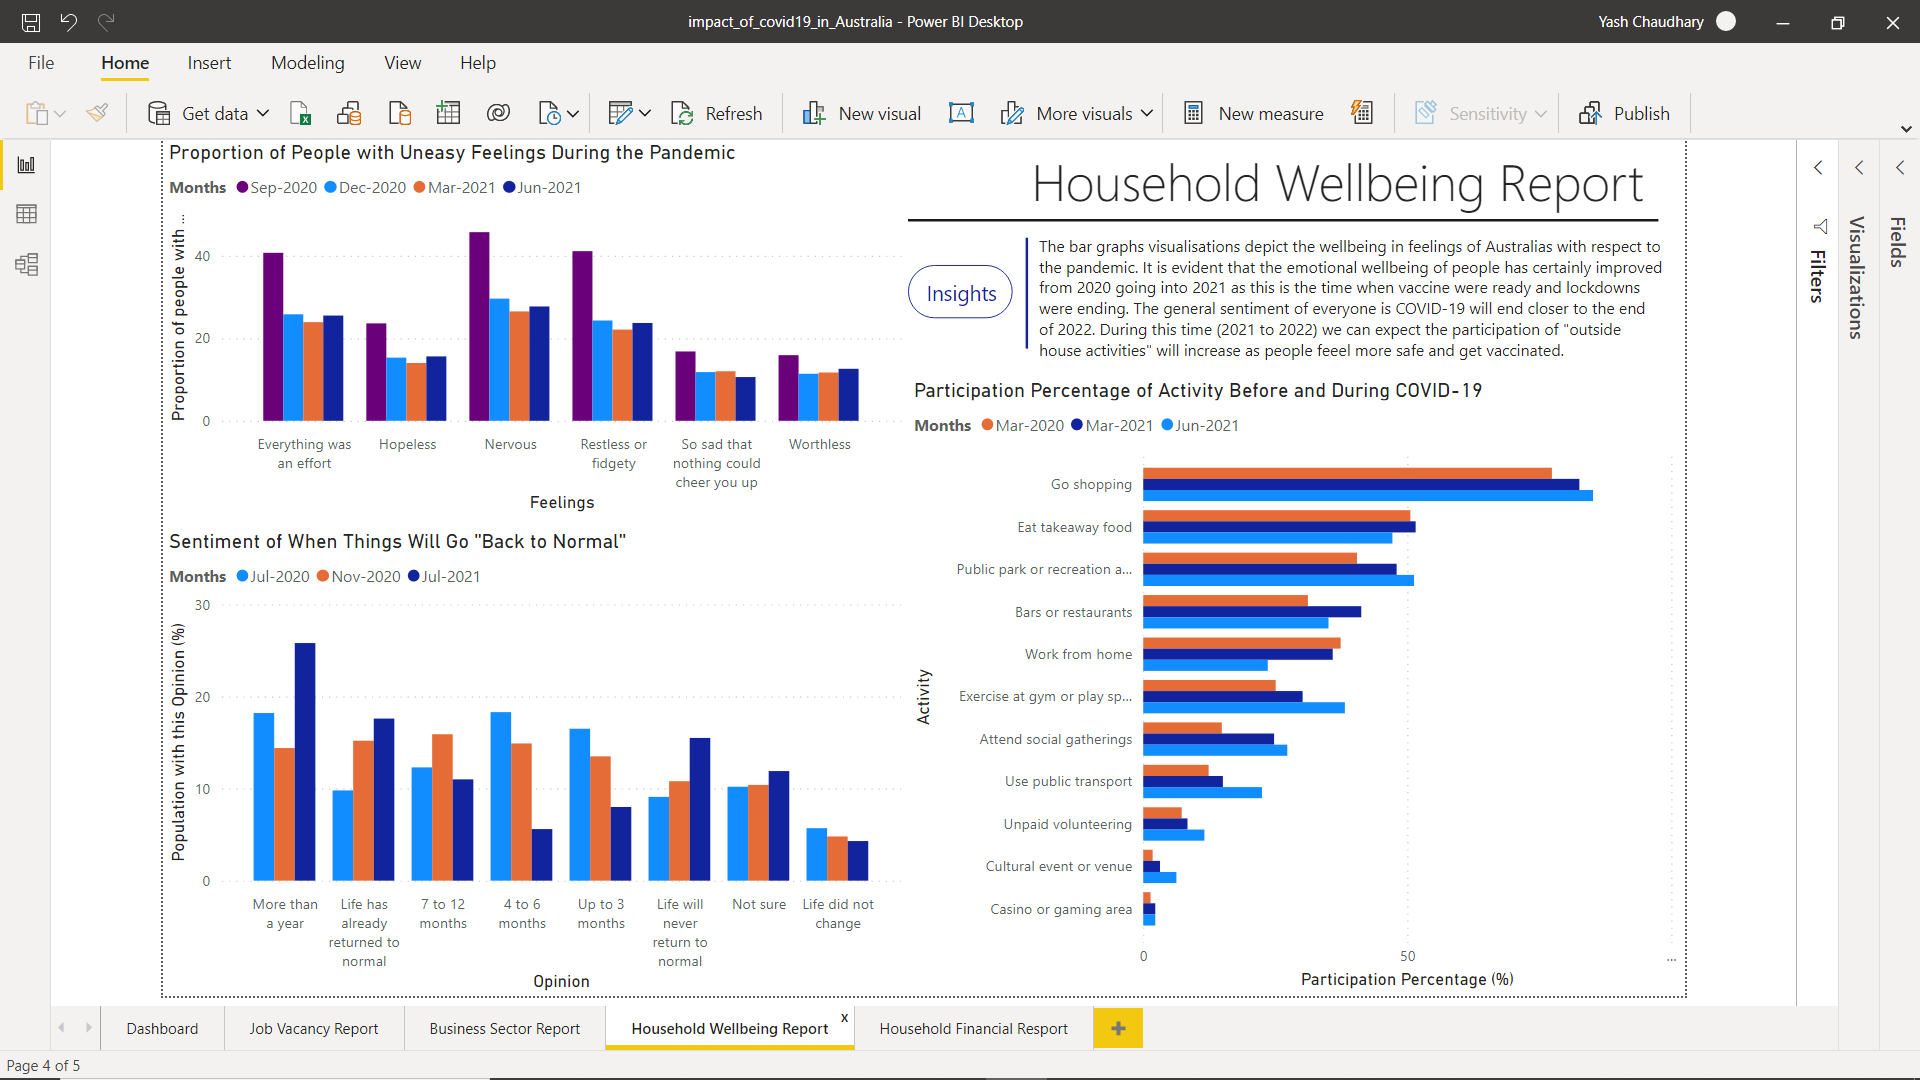 impact_of_covid19_in_Australia - Power BI Desktop
Yash Chaudhary
File Home Insert Modeling View Help
Get data Refresh New visual More visuals New measure Sensitivity Publish
Proportion of People with Uneasy Feelings During the Pandemic
Months Sep-2020 Dec-2020 Mar-2021 Jun-2021
Proportion of people with ...
40
20
0
Everything was
an effort
Hopeless
Nervous
Restless or
fidgety
So sad that
nothing could
cheer you up
Worthless
Feelings
Sentiment of When Things Will Go "Back to Normal"
Months Jul-2020 Nov-2020 Jul-2021
Population with this Opinion (%)
30
20
10
0
More than
a year
Life has
already
returned to
normal
7 to 12
months
4 to 6
months
Up to 3
months
Life will
never
return to
normal
Not sure
Life did not
change
Opinion
Household Wellbeing Report
Insights
The bar graphs visualisations depict the wellbeing in feelings of Australias with respect to
the pandemic. It is evident that the emotional wellbeing of people has certainly improved
from 2020 going into 2021 as this is the time when vaccine were ready and lockdowns
were ending. The general sentiment of everyone is COVID-19 will end closer to the end
of 2022. During this time (2021 to 2022) we can expect the participation of "outside
house activities" will increase as people feeel more safe and get vaccinated.
Participation Percentage of Activity Before and During COVID-19
Months Mar-2020 Mar-2021 Jun-2021
Activity
Go shopping
Eat takeaway food
Public park or recreation a...
Bars or restaurants
Work from home
Exercise at gym or play sp...
Attend social gatherings
Use public transport
Unpaid volunteering
Cultural event or venue
Casino or gaming area
0 50 ...
Participation Percentage (%)
Filters
Visualizations
Fields
Dashboard Job Vacancy Report Business Sector Report Household Wellbeing Report x Household Financial Resport +
Page 4 of 5